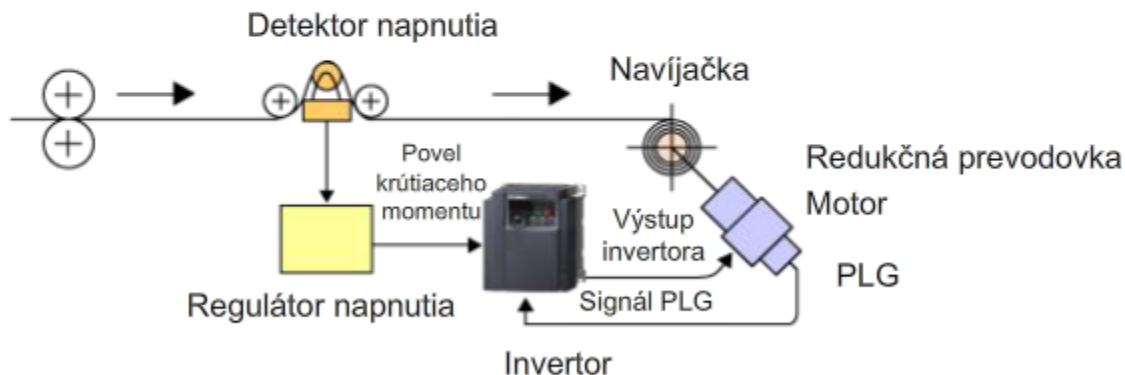 Detektor napnutia
Navíjačka
Povel
krútiaceho
momentu
Redukčná prevodovka
Motor
Výstup
invertora
PLG
Signál PLG
Regulátor napnutia
Invertor